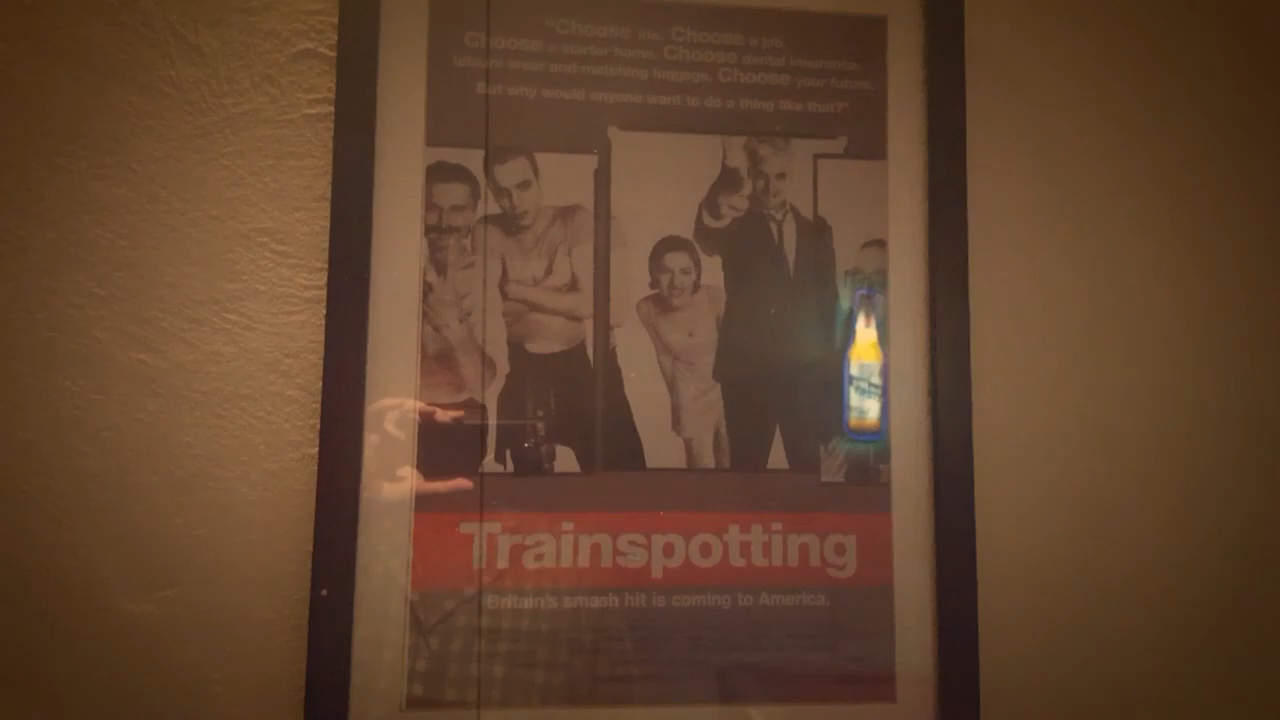 "Choose life. Choose a job.
Choose a starter home. Choose dental insurance,
leisure wear and matching luggage. Choose your future.
But why would anyone want to do a thing like that?"
Trainspotting
Britain's smash hit is coming to America.